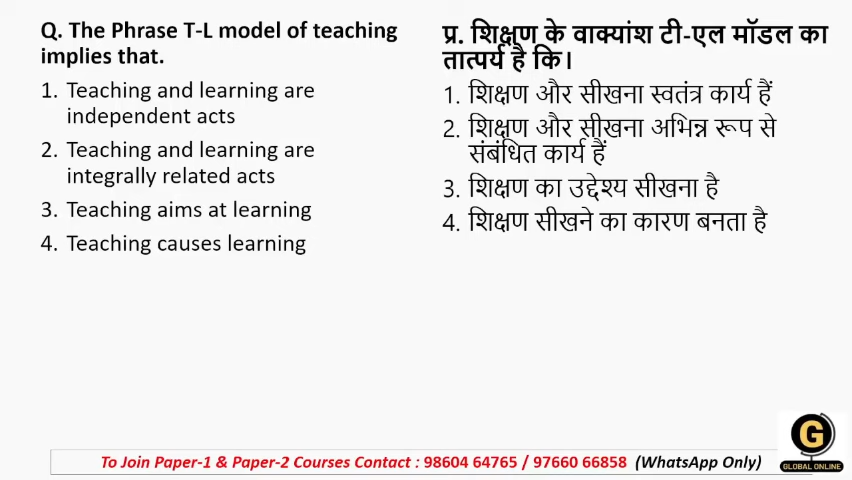 Q. The Phrase T-L model of teaching
implies that.
1. Teaching and learning are
independent acts
2. Teaching and learning are
integrally related acts
3. Teaching aims at learning
4. Teaching causes learning
प्र. शिक्षण के वाक्यांश टी-एल मॉडल का
तात्पर्य है कि।
1. शिक्षण और सीखना स्वतंत्र कार्य हैं
2. शिक्षण और सीखना अभिन्न रूप से
संबंधित कार्य हैं
3. शिक्षण का उद्देश्य सीखना है
4. शिक्षण सीखने का कारण बनता है
To Join Paper-1 & Paper-2 Courses Contact : 98604 64765 / 97660 66858 (WhatsApp Only)
G
GLOBAL ONLINE